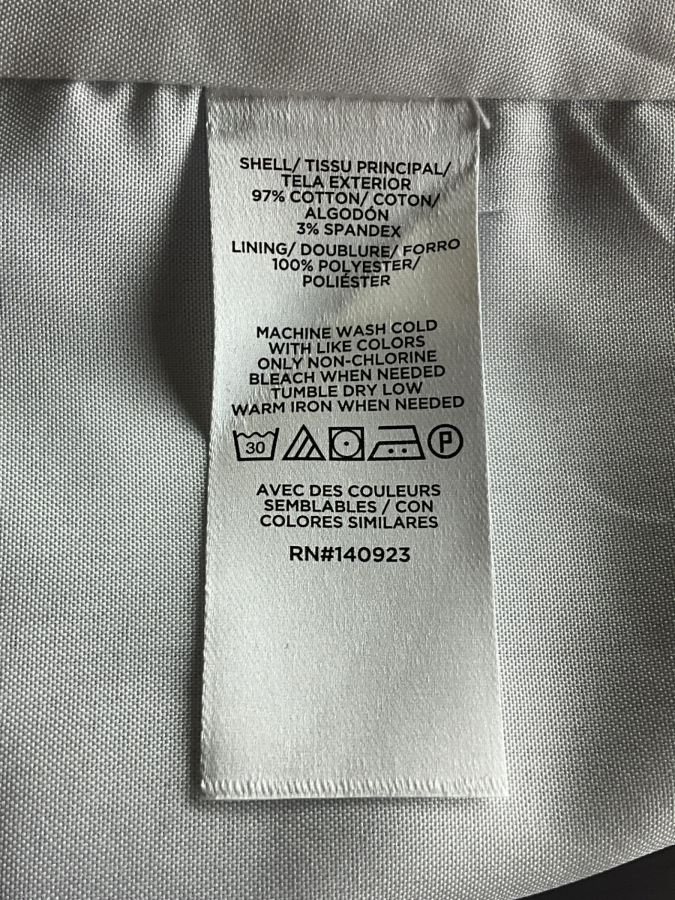 SHELL/ TISSU PRINCIPAL/
TELA EXTERIOR
97% COTTON/ COTON/
ALGODÓN
3% SPANDEX
LINING/ DOUBLURE/ FORRO
100% POLYESTER/
POLIÉSTER
MACHINE WASH COLD
WITH LIKE COLORS
ONLY NON-CHLORINE
BLEACH WHEN NEEDED
TUMBLE DRY LOW
WARM IRON WHEN NEEDED
30 P
AVEC DES COULEURS
SEMBLABLES / CON
COLORES SIMILARES
RN#140923